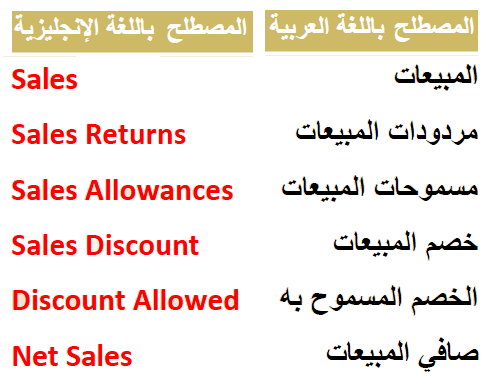 المصطلح باللغة العربية المصطلح باللغة الإنجليزية
المبيعات Sales
مردودات المبيعات Sales Returns
مسموحات المبيعات Sales Allowances
خصم المبيعات Sales Discount
الخصم المسموح به Discount Allowed
صافي المبيعات Net Sales